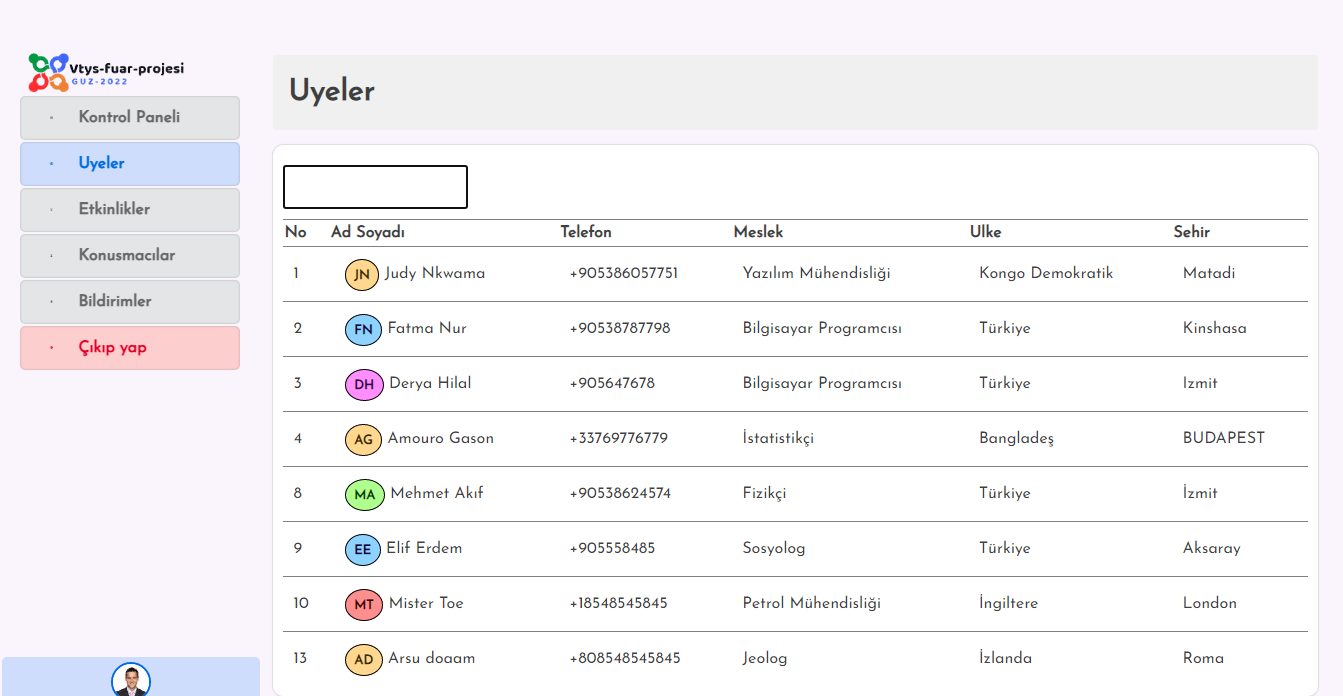 Vtys-fuar-projesi
GUZ-2022
Kontrol Paneli
Uyeler
Etkinlikler
Konusmacılar
Bildirimler
Çıkıp yap
Uyeler
No Ad Soyadı Telefon Meslek Ulke Sehir
1 JN Judy Nkwama +905386057751 Yazılım Mühendisliği Kongo Demokratik Matadi
2 FN Fatma Nur +90538787798 Bilgisayar Programcısı Türkiye Kinshasa
3 DH Derya Hilal +905647678 Bilgisayar Programcısı Türkiye Izmit
4 AG Amouro Gason +33769776779 İstatistikçi Bangladeş BUDAPEST
8 MA Mehmet Akıf +90538624574 Fizikçi Türkiye İzmit
9 EE Elif Erdem +905558485 Sosyolog Türkiye Aksaray
10 MT Mister Toe +18548545845 Petrol Mühendisliği İngiltere London
13 AD Arsu doaam +808548545845 Jeolog İzlanda Roma